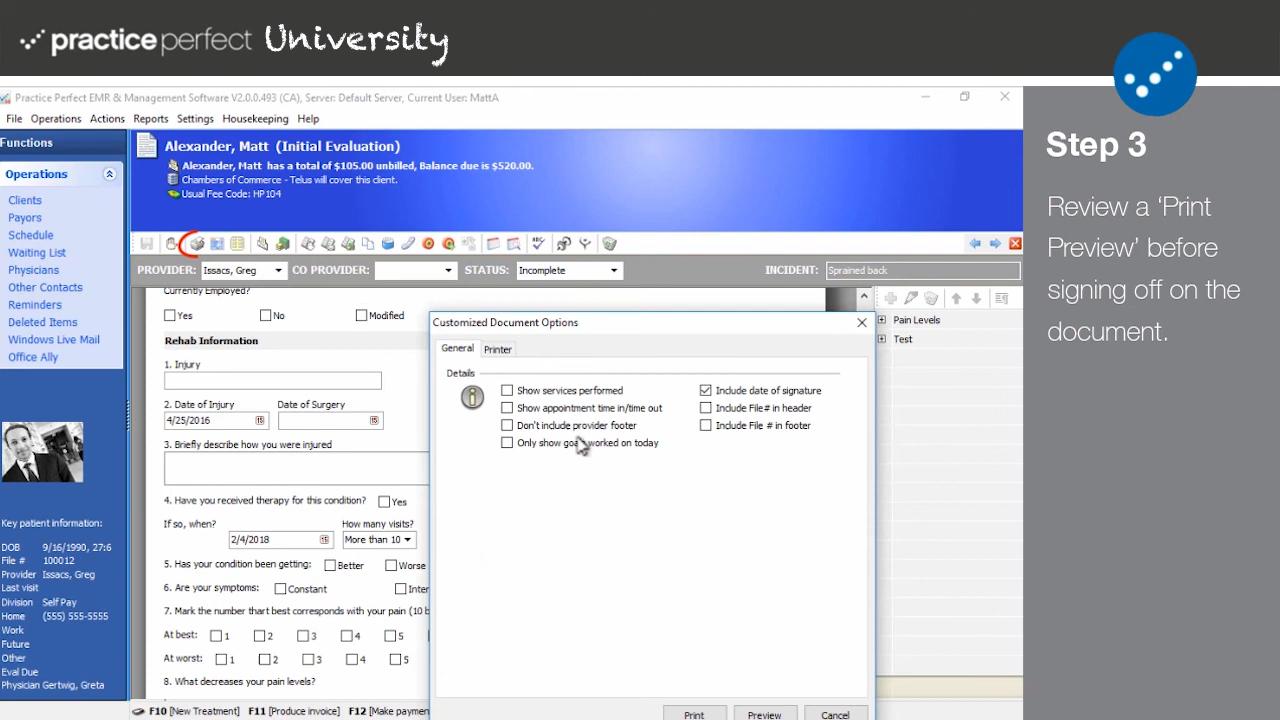 practice perfect University
Practice Perfect EMR & Management Software V2.0.0.493 (CA), Server: Default Server, Current User: MattA
File Operations Actions Reports Settings Housekeeping Help
Functions
Operations
Clients
Payors
Schedule
Waiting List
Physicians
Other Contacts
Reminders
Deleted Items
Windows Live Mail
Office Ally
Key patient information:
DOB 9/16/1990, 27:6
File # 100012
Provider Issacs, Greg
Last visit
Division Self Pay
Home (555) 555-5555
Work
Future
Other
Eval Due
Physician Gertwig, Greta
Alexander, Matt (Initial Evaluation)
Alexander, Matt has a total of $105.00 unbilled, Balance due is $520.00.
Chambers of Commerce - Telus will cover this client.
Usual Fee Code: HP104
PROVIDER: Issacs, Greg CO PROVIDER: STATUS: Incomplete INCIDENT: Sprained back
Currently Employed?
Yes No Modified
Rehab Information
1. Injury
2. Date of Injury Date of Surgery
4/25/2016
3. Briefly describe how you were injured
4. Have you received therapy for this condition? Yes
If so, when? How many visits?
2/4/2018 More than 10
5. Has your condition been getting: Better Worse
6. Are your symptoms: Constant Inter
7. Mark the number thart best corresponds with your pain (10 b
At best: 1 2 3 4 5
At worst: 1 2 3 4 5
8. What decreases your pain levels?
Customized Document Options
General Printer
Details
Show services performed Include date of signature
Show appointment time in/time out Include File# in header
Don't include provider footer Include File # in footer
Only show goals worked on today
Print Preview Cancel
Pain Levels
Test
F10 [New Treatment] F11 [Produce invoice] F12 [Make paymen
Step 3
Review a ‘Print
Preview’ before
signing off on the
document.